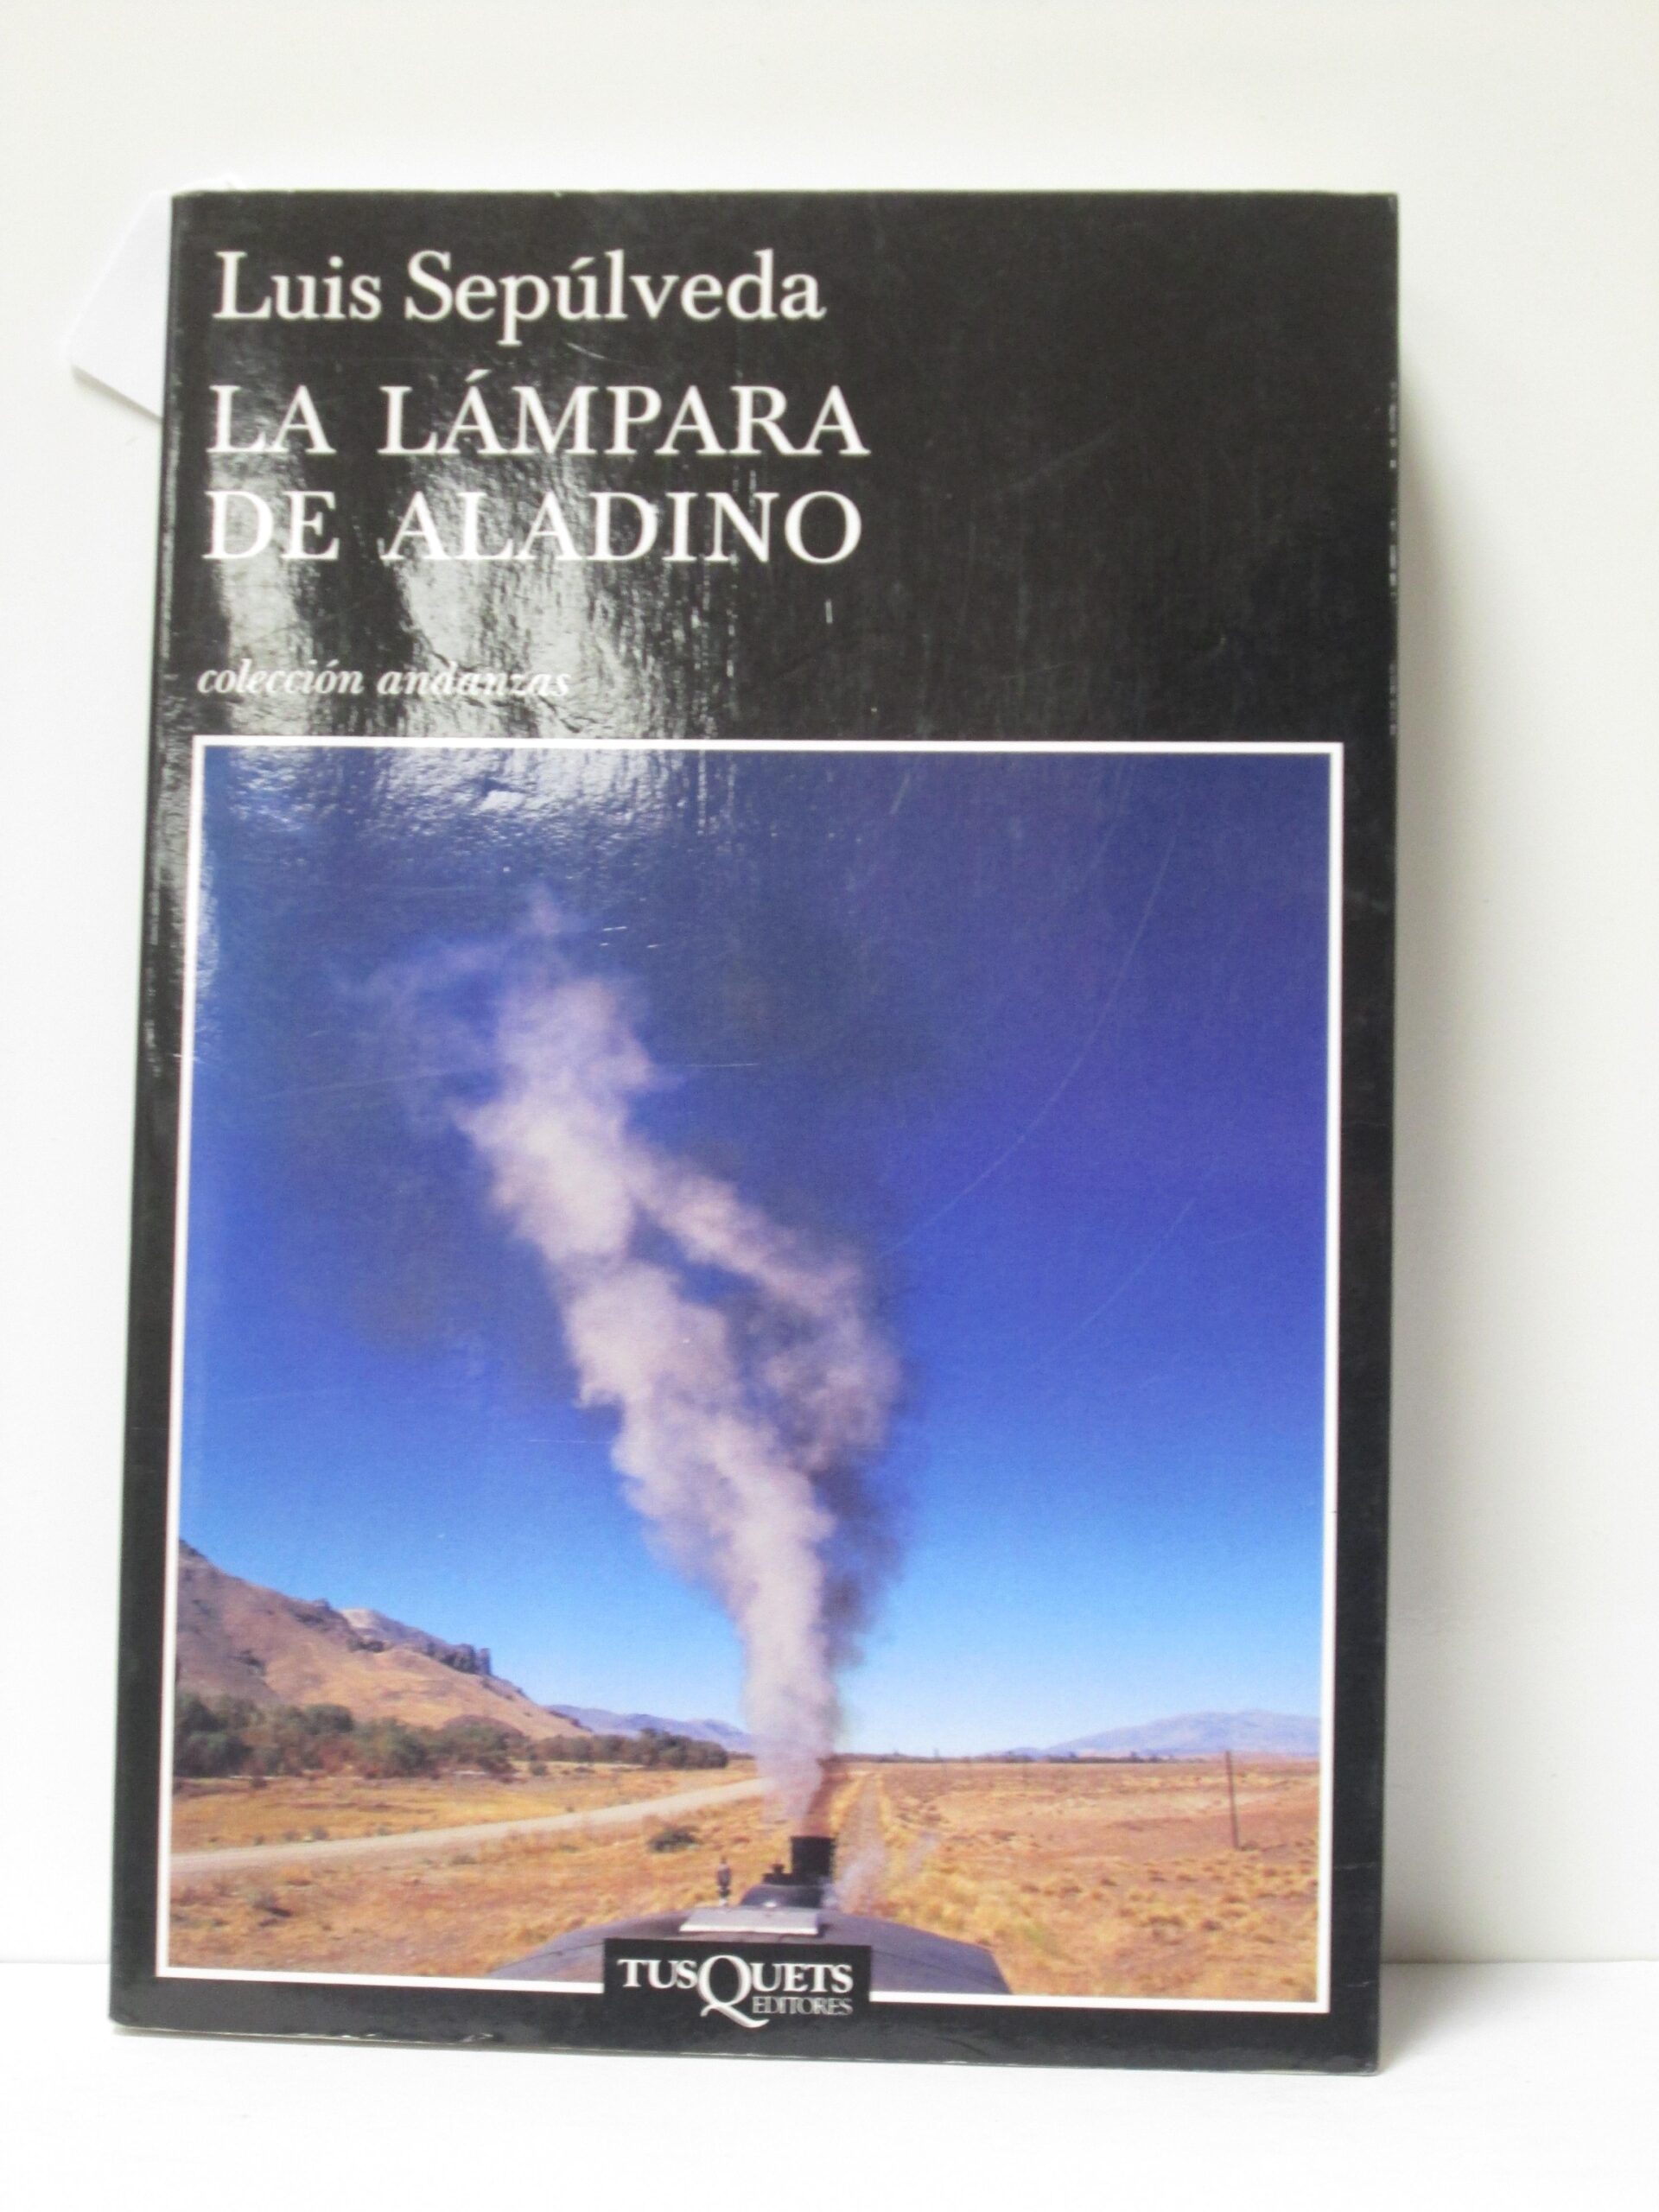 Luis Sepúlveda
LA LÁMPARA
DE ALADINO
colección andanzas
TUSQUETS
EDITORES